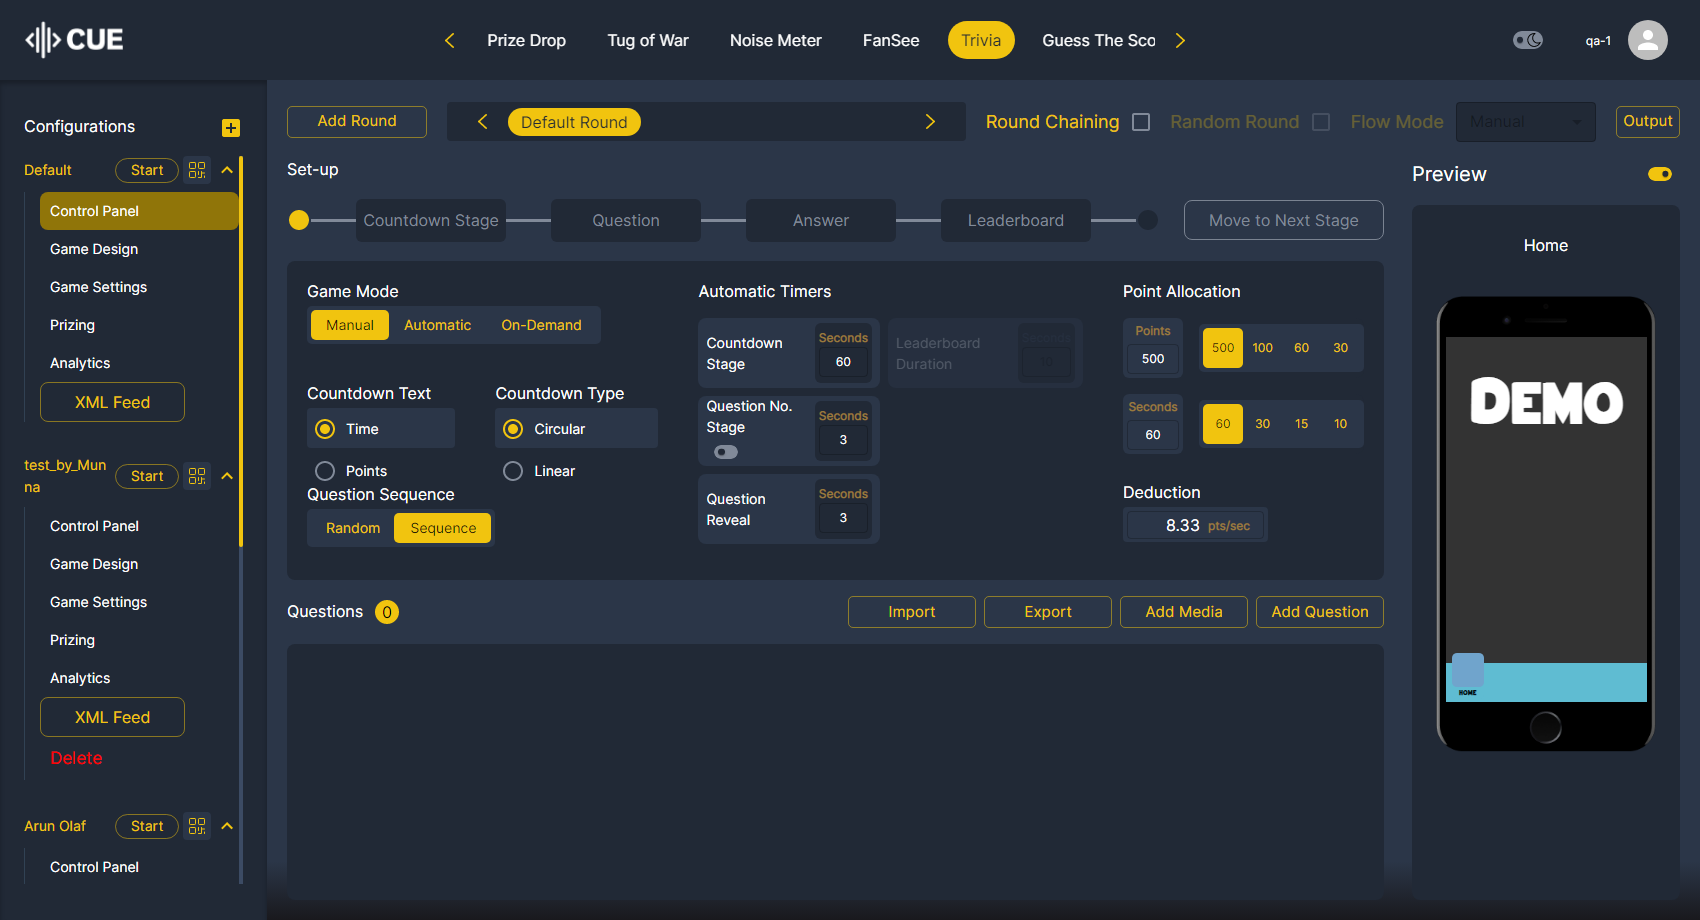 CUE
Prize Drop
Tug of War
Noise Meter
FanSee
Trivia
Guess The Sco
qa-1
Configurations
Default
Start
Control Panel
Game Design
Game Settings
Prizing
Analytics
XML Feed
test_by_Mun
na
Start
Control Panel
Game Design
Game Settings
Prizing
Analytics
XML Feed
Delete
Arun Olaf
Start
Control Panel
Add Round
Default Round
Round Chaining
Random Round
Flow Mode
Manual
Output
Set-up
Countdown Stage
Question
Answer
Leaderboard
Move to Next Stage
Game Mode
Manual
Automatic
On-Demand
Countdown Text
Time
Points
Countdown Type
Circular
Linear
Question Sequence
Random
Sequence
Automatic Timers
Countdown
Stage
Seconds
60
Leaderboard
Duration
Seconds
10
Question No.
Stage
Seconds
3
Question
Reveal
Seconds
3
Point Allocation
Points
500
500
100
60
30
Seconds
60
60
30
15
10
Deduction
8.33 pts/sec
Questions 0
Import
Export
Add Media
Add Question
Preview
Home
DEMO
HOME